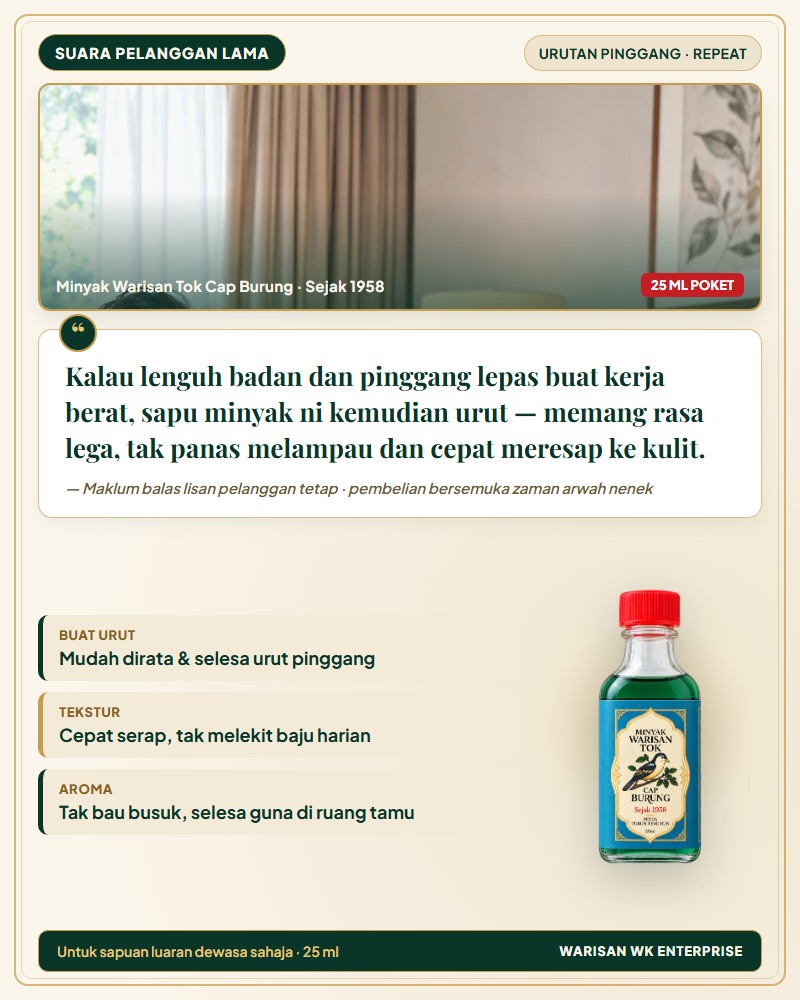 SUARA PELANGGAN LAMA
URUTAN PINGGANG · REPEAT
Minyak Warisan Tok Cap Burung · Sejak 1958
25 ML POKET
❝
Kalau lenguh badan dan pinggang lepas buat kerja
berat, sapu minyak ni kemudian urut — memang rasa
lega, tak panas melampau dan cepat meresap ke kulit.
— Maklum balas lisan pelanggan tetap · pembelian bersemuka zaman arwah nenek
BUAT URUT
Mudah dirata & selesa urut pinggang
TEKSTUR
Cepat serap, tak melekit baju harian
AROMA
Tak bau busuk, selesa guna di ruang tamu
MINYAK
WARISAN
TOK
CAP
BURUNG
Sejak 1958
25ml
Untuk sapuan luaran dewasa sahaja · 25 ml
WARISAN WK ENTERPRISE